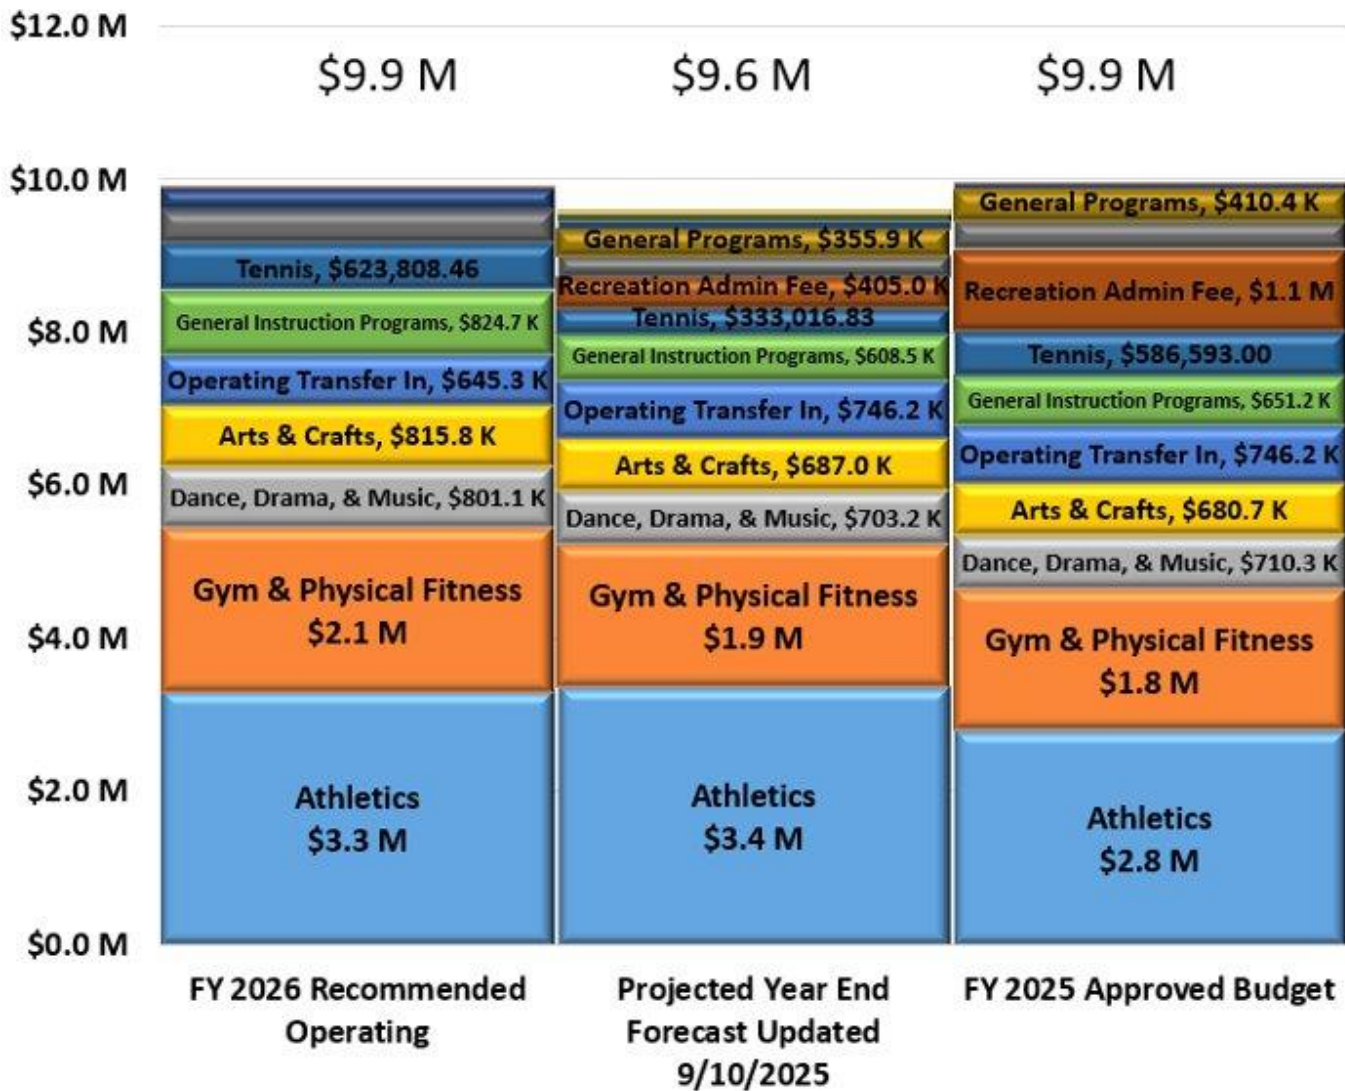 $12.0 M
$9.9 M
$9.6 M
$9.9 M
$10.0 M
$8.0 M
$6.0 M
$4.0 M
$2.0 M
$0.0 M
Tennis, $623,808.46
General Instruction Programs, $824.7 K
Operating Transfer In, $645.3 K
Arts & Crafts, $815.8 K
Dance, Drama, & Music, $801.1 K
Gym & Physical Fitness
$2.1 M
Athletics
$3.3 M
General Programs, $355.9 K
Recreation Admin Fee, $405.0 K
Tennis, $333,016.83
General Instruction Programs, $608.5 K
Operating Transfer In, $746.2 K
Arts & Crafts, $687.0 K
Dance, Drama, & Music, $703.2 K
Gym & Physical Fitness
$1.9 M
Athletics
$3.4 M
General Programs, $410.4 K
Recreation Admin Fee, $1.1 M
Tennis, $586,593.00
General Instruction Programs, $651.2 K
Operating Transfer In, $746.2 K
Arts & Crafts, $680.7 K
Dance, Drama, & Music, $710.3 K
Gym & Physical Fitness
$1.8 M
Athletics
$2.8 M
FY 2026 Recommended
Operating
Projected Year End
Forecast Updated
9/10/2025
FY 2025 Approved Budget